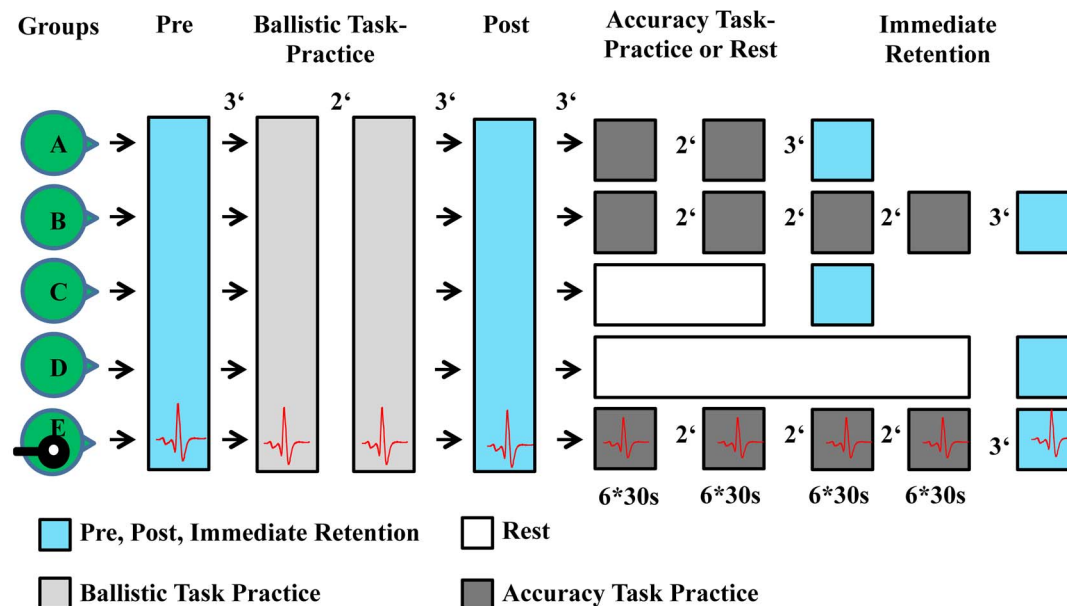 Groups
Pre
Ballistic Task-
Practice
Post
Accuracy Task-
Practice or Rest
Immediate
Retention
3‘ 2‘ 3‘ 3‘
A 2‘ 3‘
B 2‘ 2‘ 2‘ 3‘
C
D
E 2‘ 2‘ 2‘ 3‘
6*30s 6*30s 6*30s 6*30s
Pre, Post, Immediate Retention
Rest
Ballistic Task Practice
Accuracy Task Practice